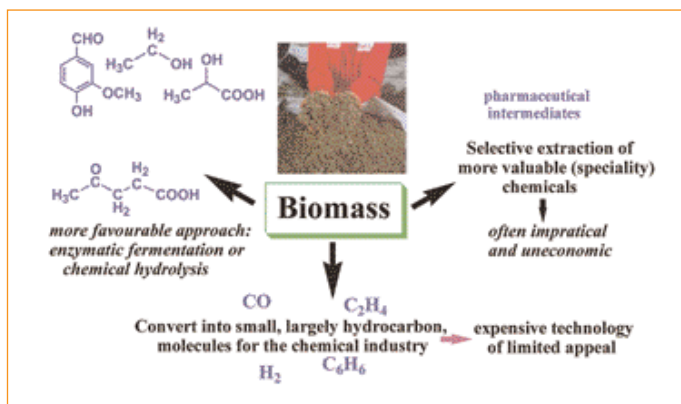 CHO
OCH₃
OH
H₂
C
H₃C
OH
OH
H₃C
COOH
O
H₂
C
C
H₃C
C
COOH
H₂
more favourable approach:
enzymatic fermentation or
chemical hydrolysis
Biomass
pharmaceutical
intermediates
Selective extraction of
more valuable (speciality)
chemicals
often impratical
and uneconomic
CO
C₂H₄
Convert into small, largely hydrocarbon,
molecules for the chemical industry
H₂
C₆H₆
expensive technology
of limited appeal